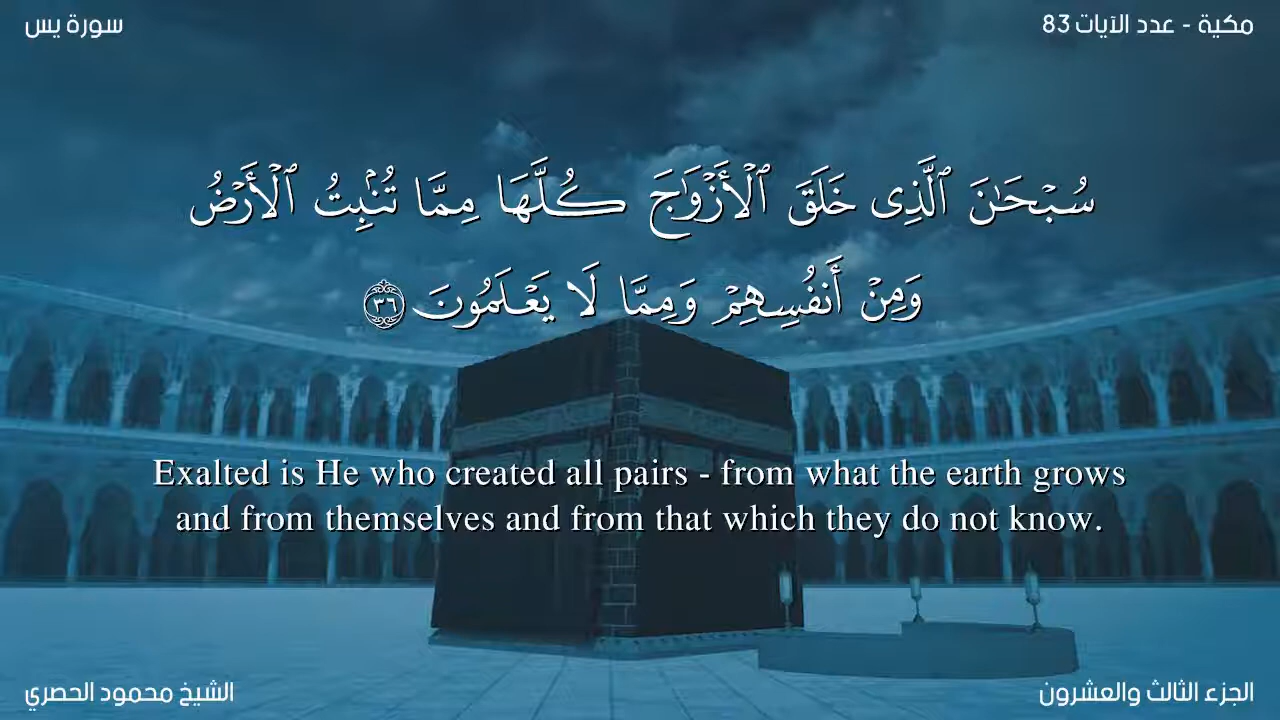 سورة يس
مكية - عدد الآيات 83
سُبْحَٰنَ ٱلَّذِى خَلَقَ ٱلْأَزْوَٰجَ كُلَّهَا مِمَّا تُنۢبِتُ ٱلْأَرْضُ
وَمِنْ أَنفُسِهِمْ وَمِمَّا لَا يَعْلَمُونَ ٣٦
Exalted is He who created all pairs - from what the earth grows
and from themselves and from that which they do not know.
الشيخ محمود الحصري
الجزء الثالث والعشرون